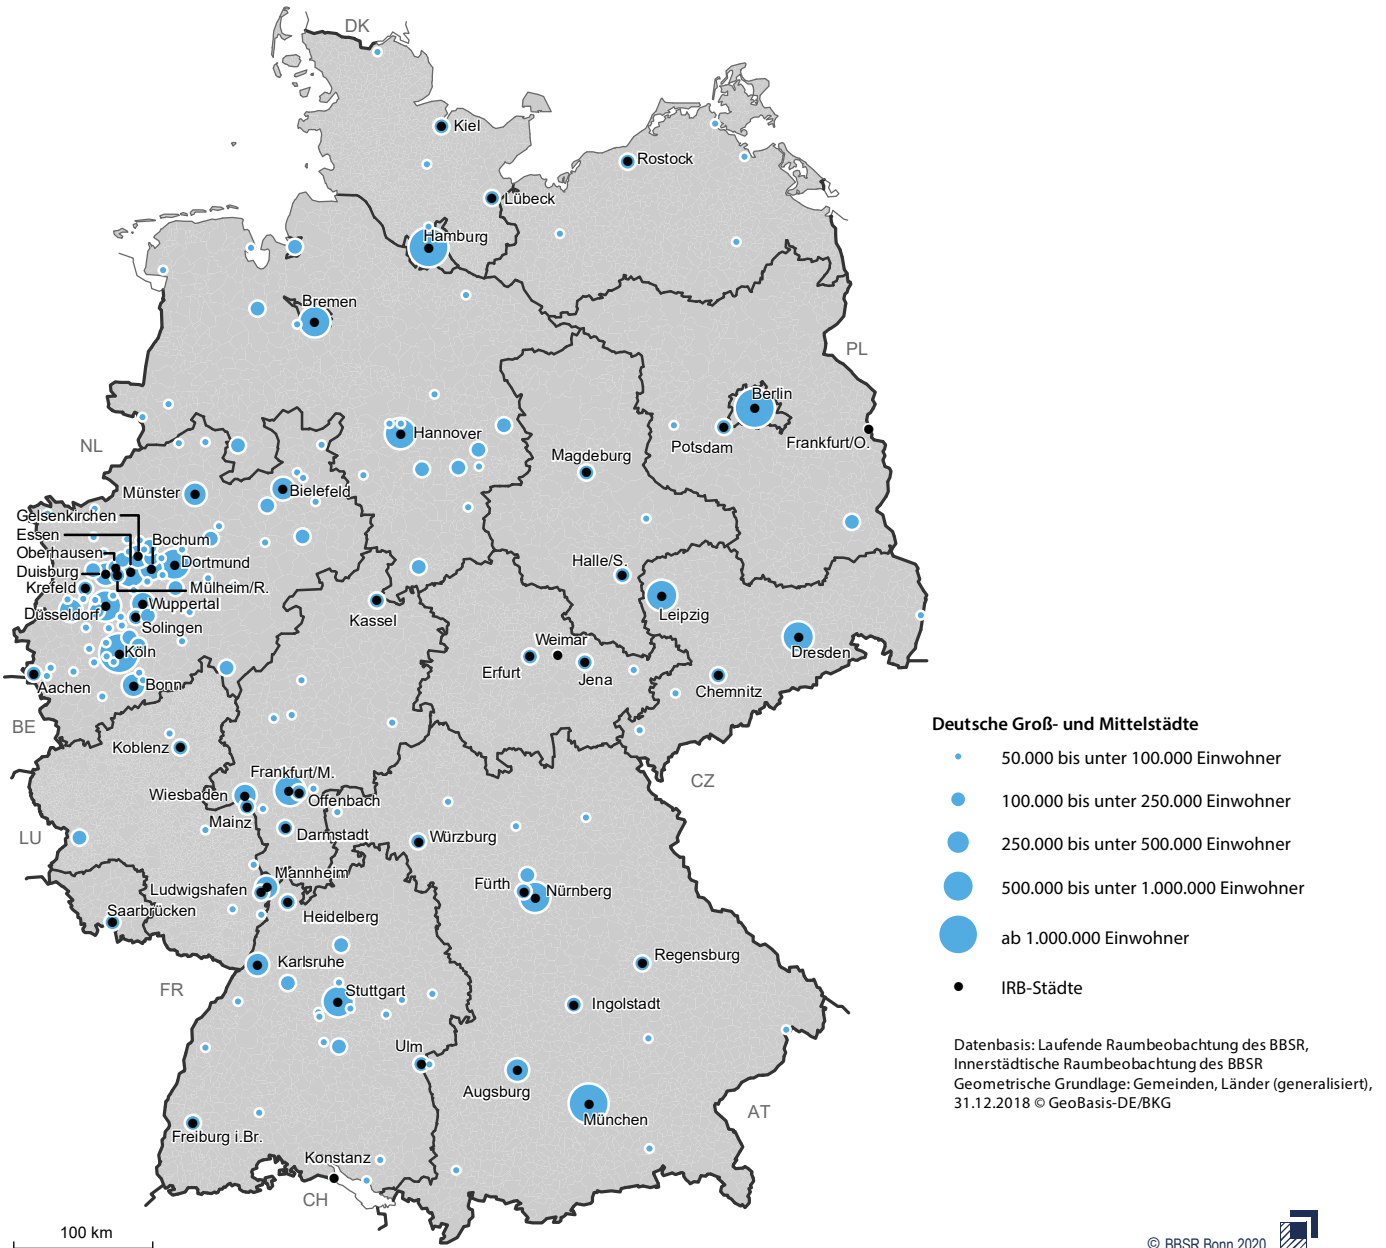 DK
Kiel
Rostock
Lübeck
Hamburg
Bremen
PL
Berlin
Hannover
NL
Potsdam
Frankfurt/O.
Magdeburg
Münster
Bielefeld
Gelsenkirchen
Essen
Bochum
Oberhausen
Dortmund
Halle/S.
Duisburg
Krefeld
Mülheim/R.
Wuppertal
Düsseldorf
Leipzig
Kassel
Solingen
Weimar
Köln
Dresden
Erfurt
Jena
Aachen
Bonn
Chemnitz
BE
Koblenz
CZ
Frankfurt/M.
Wiesbaden
Offenbach
Mainz
Darmstadt
Würzburg
LU
Mannheim
Ludwigshafen
Fürth
Nürnberg
Saarbrücken
Heidelberg
Regensburg
Karlsruhe
FR
Stuttgart
Ingolstadt
Ulm
Augsburg
AT
München
Freiburg i.Br.
Konstanz
CH
100 km
Deutsche Groß- und Mittelstädte
50.000 bis unter 100.000 Einwohner
100.000 bis unter 250.000 Einwohner
250.000 bis unter 500.000 Einwohner
500.000 bis unter 1.000.000 Einwohner
ab 1.000.000 Einwohner
IRB-Städte
Datenbasis: Laufende Raumbeobachtung des BBSR,
Innerstädtische Raumbeobachtung des BBSR
Geometrische Grundlage: Gemeinden, Länder (generalisiert),
31.12.2018 © GeoBasis-DE/BKG
© BBSR Bonn 2020